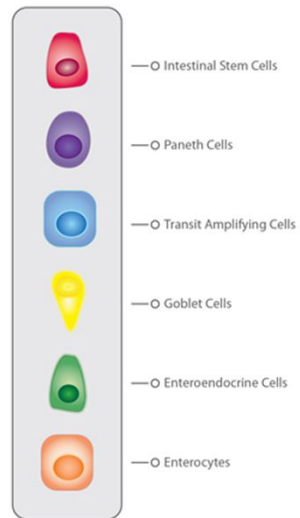 Intestinal Stem Cells
Paneth Cells
Transit Amplifying Cells
Goblet Cells
Enteroendocrine Cells
Enterocytes